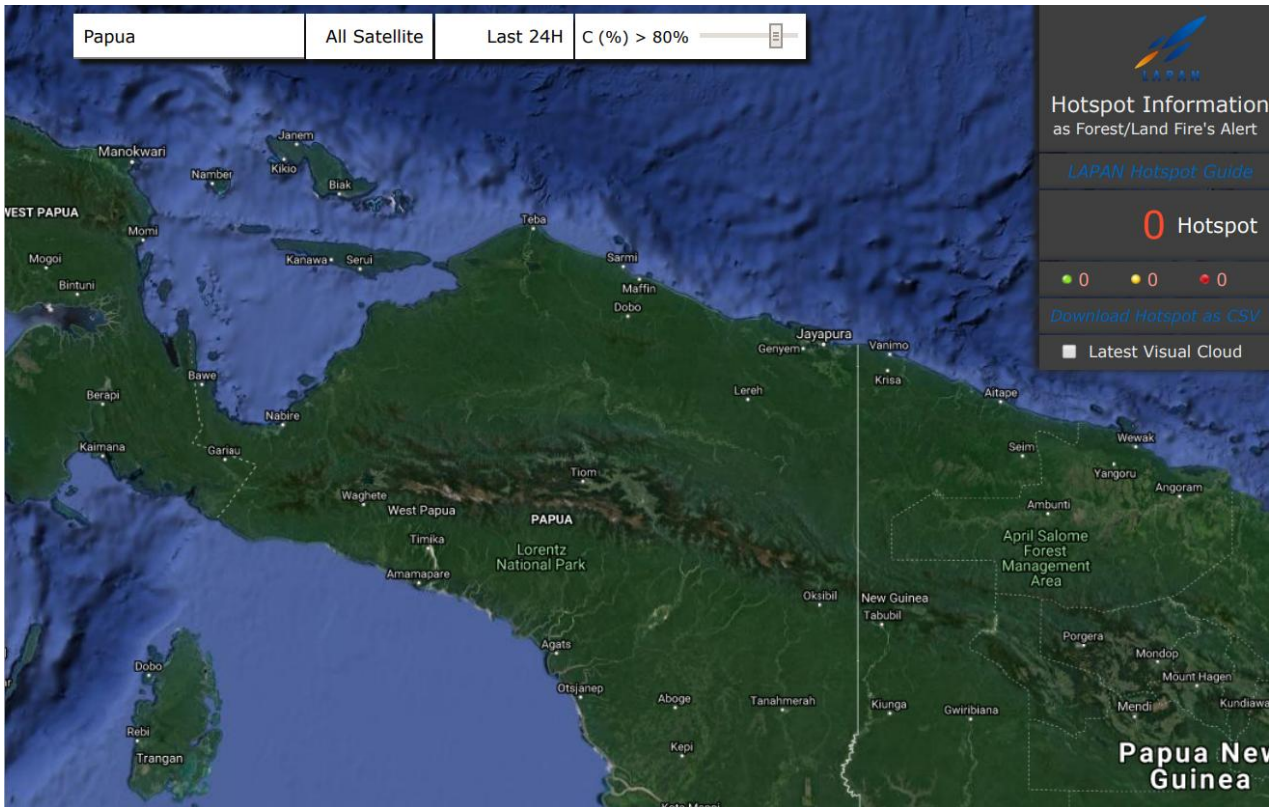 Papua
All Satellite
Last 24H
C (%) > 80%
LAPAN
Hotspot Information
as Forest/Land Fire's Alert
LAPAN Hotspot Guide
0 Hotspot
0 0 0
Download Hotspot as CSV
Latest Visual Cloud
Janem
Manokwari
Kikio
Namber
Biak
WEST PAPUA
Teba
Momi
Mogoi
Kanawa
Serui
Sarmi
Bintuni
Maffin
Dobo
Jayapura
Genyem
Vanimo
Bawe
Krisa
Berapi
Lereh
Aitape
Nabire
Wewak
Kaimana
Gariau
Seim
Yangoru
Tiom
Angoram
Waghete
West Papua
Ambunti
PAPUA
Timika
Lorentz
National Park
April Salome
Forest
Management
Area
Amamapare
Oksibil
New Guinea
Tabubil
Porgera
Agats
Mondop
Dobo
Mount Hagen
Otsjanep
Aboge
Tanahmerah
Kiunga
Gwiribiana
Mendi
Kundiawa
Rebi
Kepi
Trangan
Papua New
Guinea